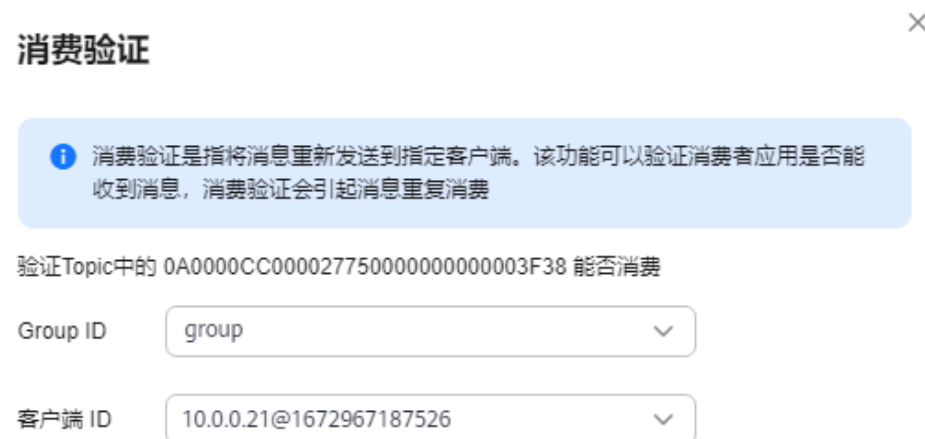 消费验证
消费验证是指将消息重新发送到指定客户端。该功能可以验证消费者应用是否能
收到消息，消费验证会引起消息重复消费
验证Topic中的 0A0000CC00002775000000000003F38 能否消费
Group ID group
客户端 ID 10.0.0.21@1672967187526